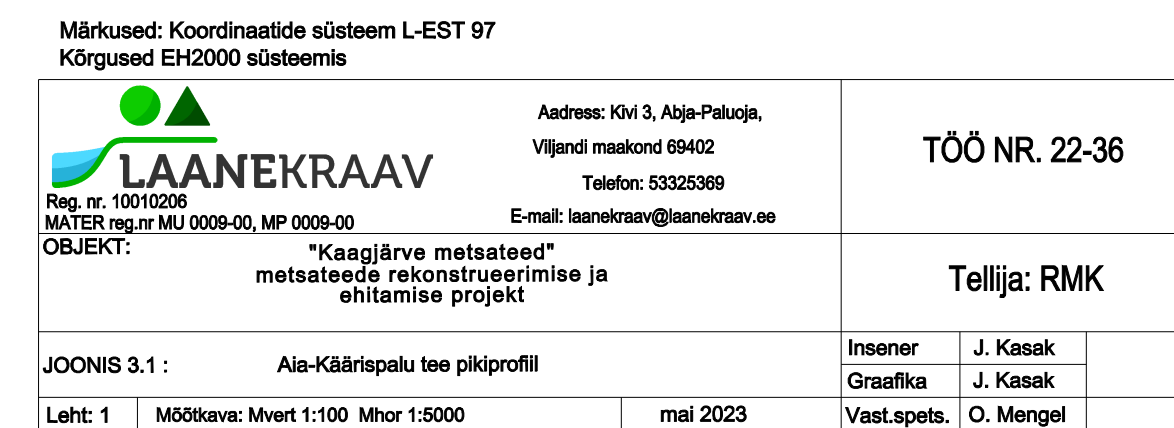 Märkused: Koordinaatide süsteem L-EST 97
Kõrgused EH2000 süsteemis
LAANEKRAAV
Reg. nr. 10010206
MATER reg.nr MU 0009-00, MP 0009-00
Aadress: Kivi 3, Abja-Paluoja,
Viljandi maakond 69402
Telefon: 53325369
E-mail: laanekraav@laanekraav.ee
TÖÖ NR. 22-36
OBJEKT:
"Kaagjärve metsateed"
metsateede rekonstrueerimise ja
ehitamise projekt
Tellija: RMK
JOONIS 3.1 : Aia-Käärispalu tee pikiprofiil
Insener J. Kasak
Graafika J. Kasak
Leht: 1 Mõõtkava: Mvert 1:100 Mhor 1:5000 mai 2023 Vast.spets. O. Mengel